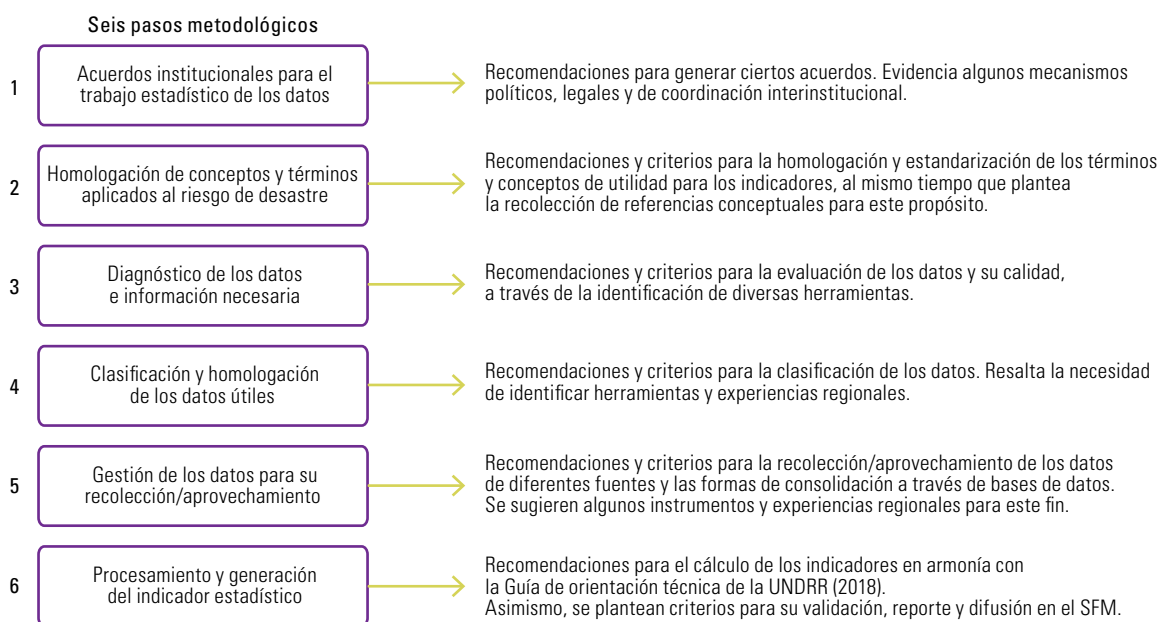 Seis pasos metodológicos
1
Acuerdos institucionales para el
trabajo estadístico de los datos
Recomendaciones para generar ciertos acuerdos. Evidencia algunos mecanismos
políticos, legales y de coordinación interinstitucional.
2
Homologación de conceptos y términos
aplicados al riesgo de desastre
Recomendaciones y criterios para la homologación y estandarización de los términos
y conceptos de utilidad para los indicadores, al mismo tiempo que plantea
la recolección de referencias conceptuales para este propósito.
3
Diagnóstico de los datos
e información necesaria
Recomendaciones y criterios para la evaluación de los datos y su calidad,
a través de la identificación de diversas herramientas.
4
Clasificación y homologación
de los datos útiles
Recomendaciones y criterios para la clasificación de los datos. Resalta la necesidad
de identificar herramientas y experiencias regionales.
5
Gestión de los datos para su
recolección/aprovechamiento
Recomendaciones y criterios para la recolección/aprovechamiento de los datos
de diferentes fuentes y las formas de consolidación a través de bases de datos.
Se sugieren algunos instrumentos y experiencias regionales para este fin.
6
Procesamiento y generación
del indicador estadístico
Recomendaciones para el cálculo de los indicadores en armonía con
la Guía de orientación técnica de la UNDRR (2018).
Asimismo, se plantean criterios para su validación, reporte y difusión en el SFM.